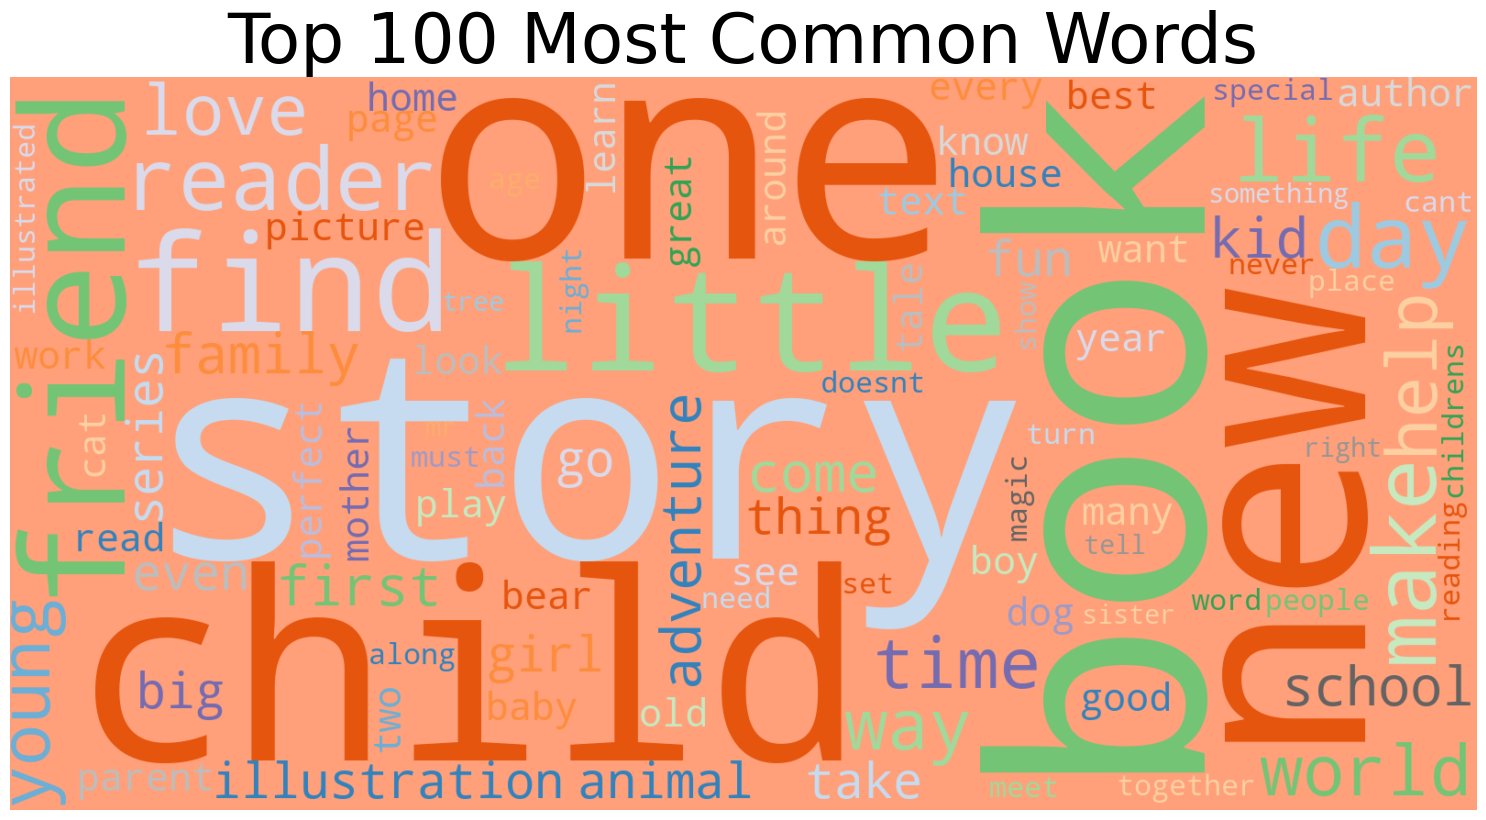 Top 100 Most Common Words
one
book
special
author
every
best
love
home
page
learn
know
life
illustrated
friend
reader
age
great
around
house
text
something
cant
find
picture
night
little
tale
fun
show
want
kid
day
never
place
tree
new
help
work
family
look
year
series
doesnt
childrens
cat
story
perfect
mother
mr
must
back
go
play
adventure
come
thing
turn
magic
many
tell
right
make
reading
read
even
first
bear
see
need
set
boy
dog
sister
word
people
young
child
big
along
two
girl
baby
old
time
way
good
school
parent
illustration
animal
take
meet
together
world